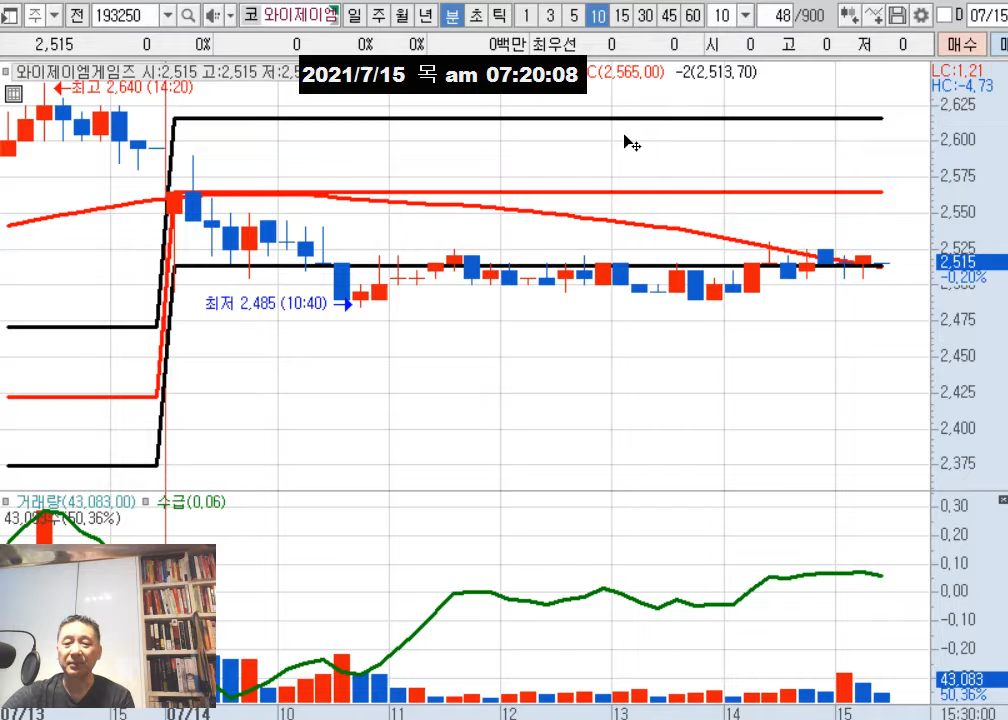 주 전 193250 코 와이제이엠 일 주 월 년 분 초 틱 1 3 5 10 15 30 45 60 10 48 /900 D 07/15
2,515 0 0% 0 0% 0% 0백만 최우선 0 0 시 0 고 0 저 0 매수
와이제이엠게임즈 시:2,515 고:2,515 저:2,5
2021/7/15 목 am 07:20:08
C(2,565,00) -2(2,513,70)
LC:1,21
HC:-4,73
최고 2,640 (14:20)
2,625
2,600
2,575
2,550
2,525
2,515
-0,20%
최저 2,485 (10:40)
2,475
2,450
2,425
2,400
2,375
거래량(43,083,00) 수급(0,06)
43,083주(50,36%)
0,30
0,20
0,10
0,00
-0,10
-0,20
43,083
50,36%
07/13 15 07/14 10 11 12 13 14 15 15:30:00